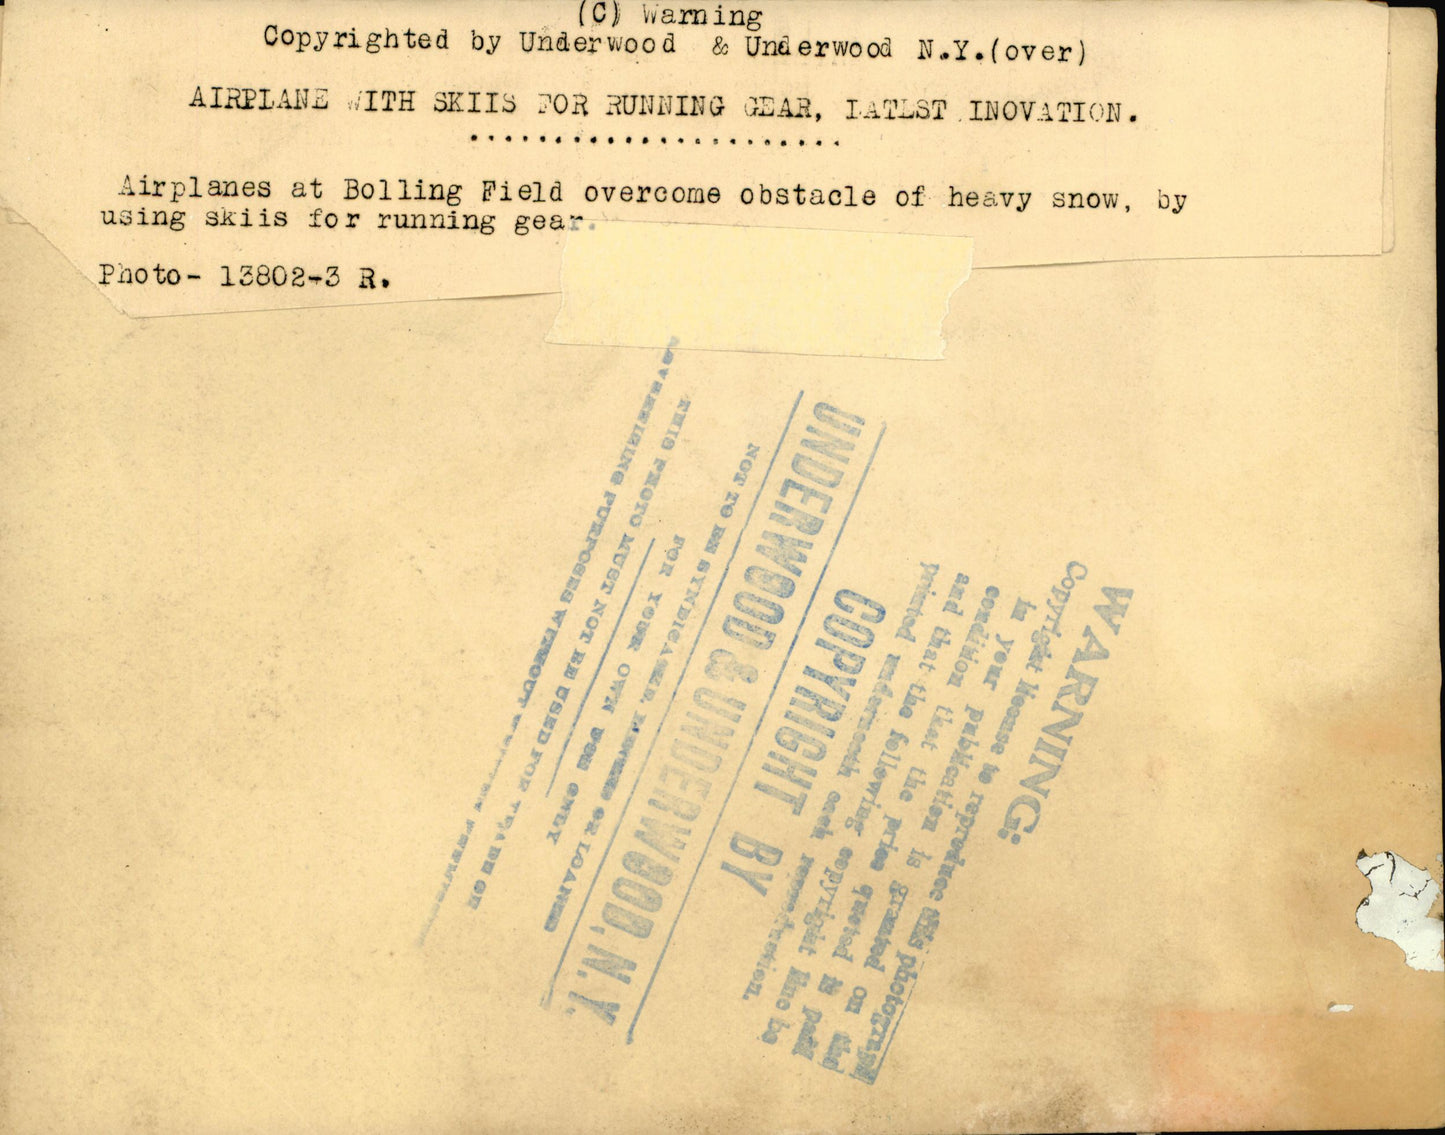 (C) Warning
Copyrighted by Underwood & Underwood N.Y.(over)
AIRPLANE WITH SKIIS FOR RUNNING GEAR, LATEST INOVATION.
.......................
Airplanes at Bolling Field overcome obstacle of heavy snow, by
using skiis for running gear.
Photo- 13802-3 R.
WARNING:
Copyright license to reproduce this photograph
in your publication is granted on the
condition that the price quoted is paid
and that the following copyright line be
printed underneath each reproduction.
COPYRIGHT BY
UNDERWOOD & UNDERWOOD, N.Y.
NOT TO BE SYNDICATED, RENTED OR LOANED
FOR YOUR OWN USE ONLY
THIS PHOTO MUST NOT BE USED FOR TRADE OR
ADVERTISING PURPOSES WITHOUT WRITTEN